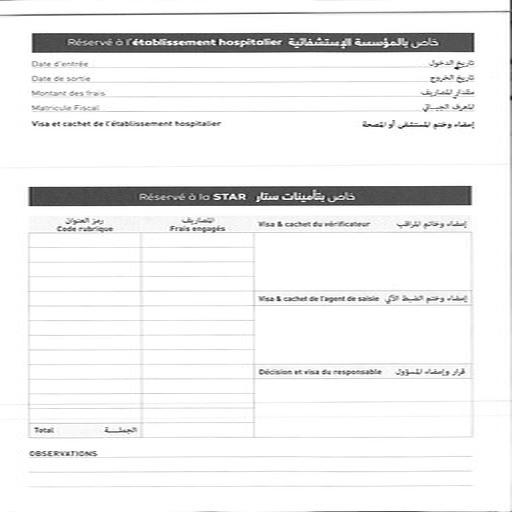 Réservé à l'établissement hospitalier خاص بالمؤسسة الإستشفائية
Date d'entrée تاريخ الدخول
Date de sortie تاريخ الخروج
Montant des frais مقدار المصاريف
Matricule Fiscal المعرف الجبائي
Visa et cachet de l'établissement hospitalier إمضاء وختم المستشفى أو المصحة
Réservé à la STAR خاص بتأمينات ستار
رمز العنوان المصاريف
Code rubrique Frais engagés Visa & cachet du vérificateur إمضاء وخاتم المراقب
Visa & cachet de l'agent de saisie إمضاء وختم الضبط الآلي
Décision et visa du responsable قرار وإمضاء المسؤول
Total الجملـــة
OBSERVATIONS